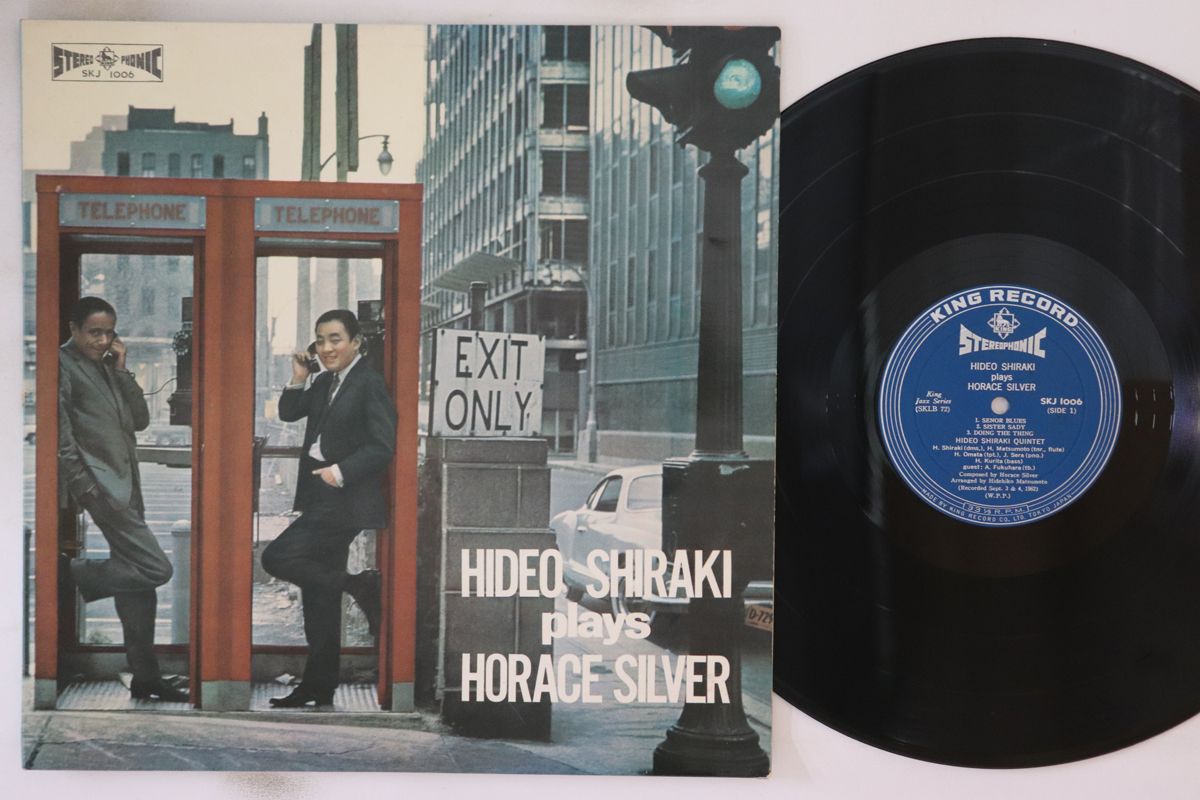 STEREO PHONIC
SKJ 1006
TELEPHONE
TELEPHONE
EXIT
ONLY
HIDEO SHIRAKI
plays
HORACE SILVER
KING RECORD
KING
STEREOPHONIC
HIDEO SHIRAKI
plays
HORACE SILVER
King
Jazz Series
(SKLB 72)
SKJ 1006
(SIDE 1)
1. SENOR BLUES
2. SISTER SADY
3. DOING THE THING
HIDEO SHIRAKI QUINTET
H. Shiraki (dms,), H. Matsumoto (tnr., flute)
H. Omata (tpt.), J. Sera (pno.)
H. Kurita (bass)
guest: A. Fukuhara (tb.)
Composed by Horace Silver
Arranged by Hidehiko Matsumoto
(Recorded Sept. 3 & 4, 1962)
(W.P.P.)
(33⅓ R.P.M.)
MADE BY KING RECORD CO., LTD TOKYO JAPAN